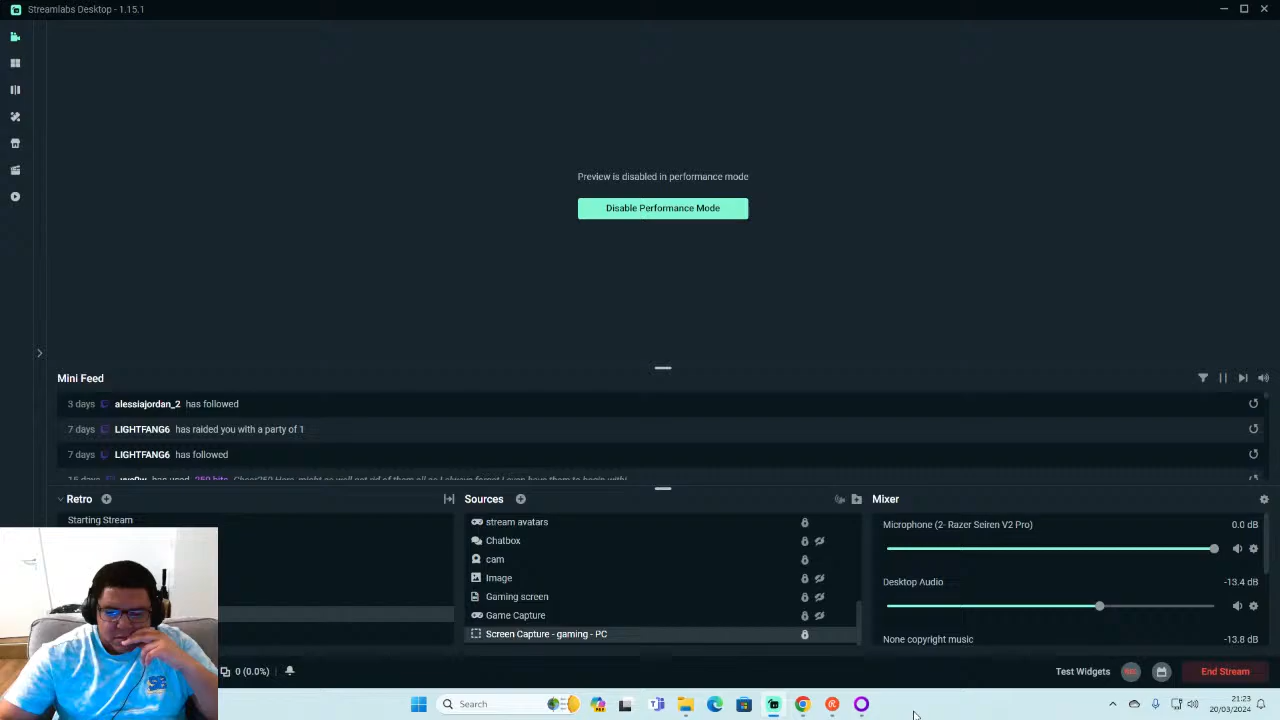 Streamlabs Desktop - 1.15.1
Preview is disabled in performance mode
Disable Performance Mode
Mini Feed
3 days alessiajordan_2 has followed
7 days LIGHTFANG6 has raided you with a party of 1
7 days LIGHTFANG6 has followed
Retro
Sources
Mixer
Starting Stream
stream avatars
Chatbox
cam
Image
Gaming screen
Game Capture
Screen Capture - gaming - PC
Microphone (2- Razer Seiren V2 Pro) 0.0 dB
Desktop Audio -13.4 dB
None copyright music -13.8 dB
0 (0.0%)
Test Widgets
REC
End Stream
Search
21:23
20/03/2024